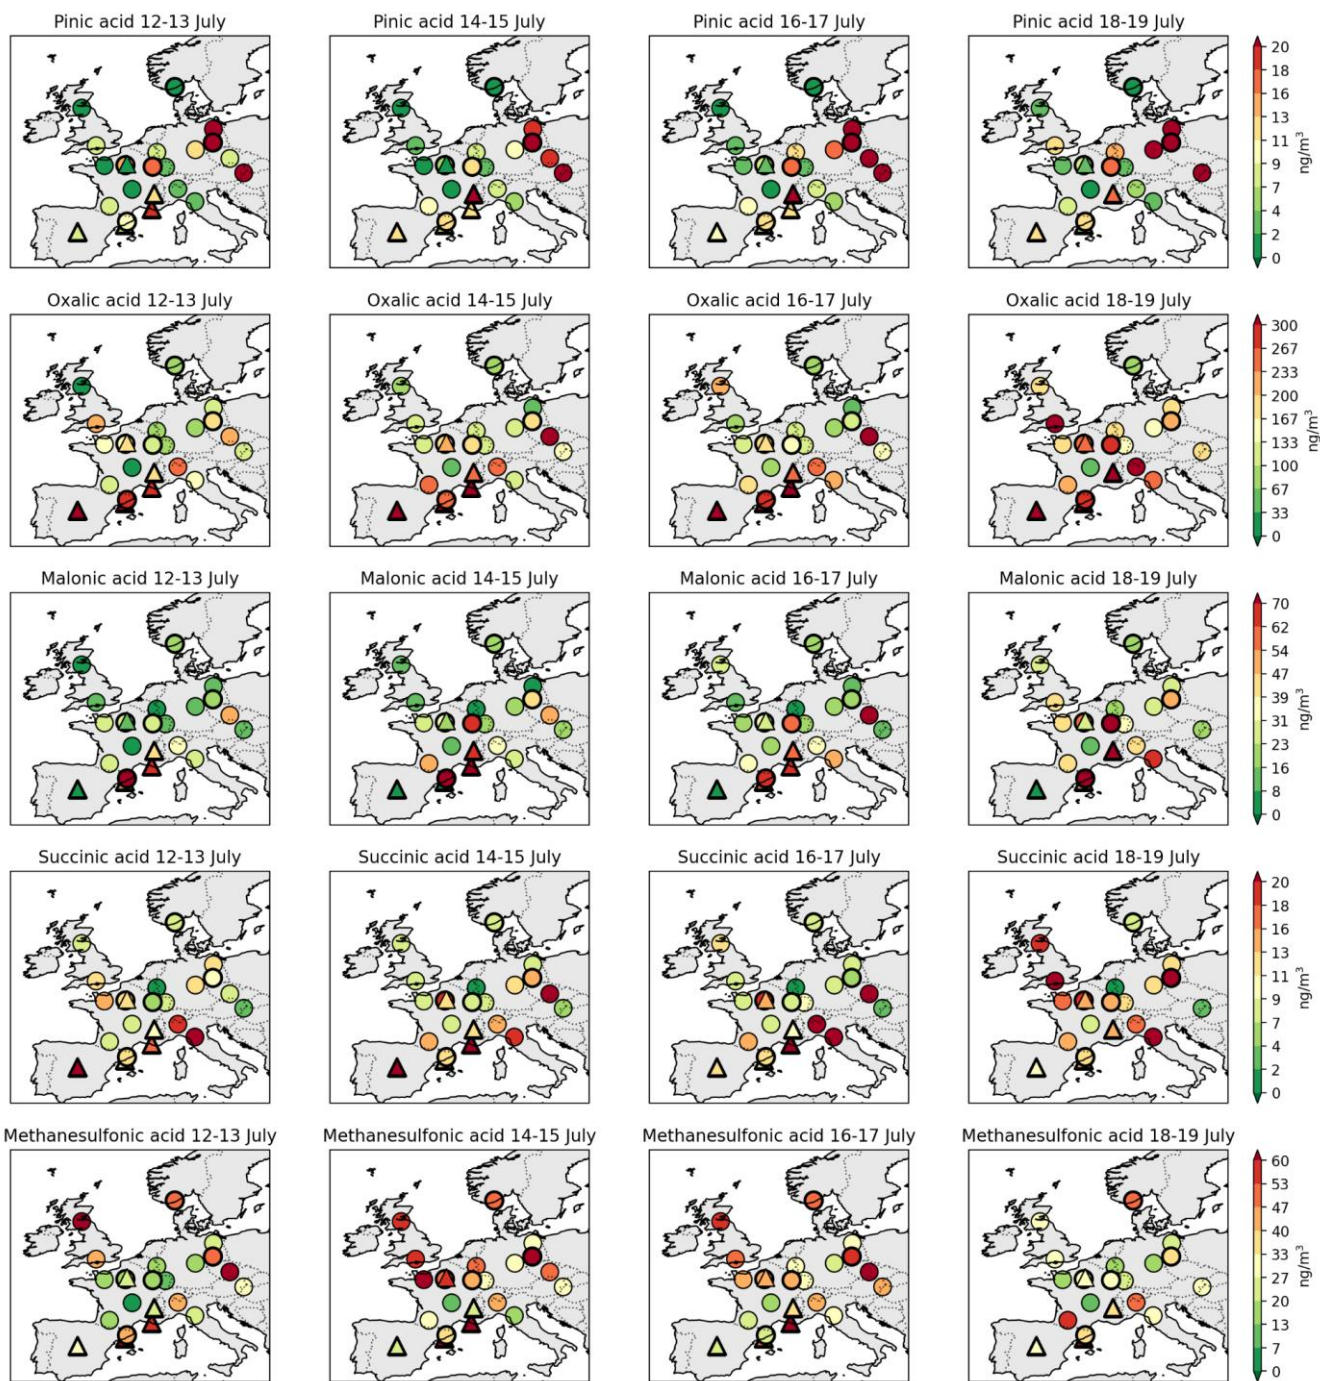 Pinic acid 12-13 July
Pinic acid 14-15 July
Pinic acid 16-17 July
Pinic acid 18-19 July
20
18
16
13
11
9
7
4
2
0
ng/m³
Oxalic acid 12-13 July
Oxalic acid 14-15 July
Oxalic acid 16-17 July
Oxalic acid 18-19 July
300
267
233
200
167
133
100
67
33
0
ng/m³
Malonic acid 12-13 July
Malonic acid 14-15 July
Malonic acid 16-17 July
Malonic acid 18-19 July
70
62
54
47
39
31
23
16
8
0
ng/m³
Succinic acid 12-13 July
Succinic acid 14-15 July
Succinic acid 16-17 July
Succinic acid 18-19 July
20
18
16
13
11
9
7
4
2
0
ng/m³
Methanesulfonic acid 12-13 July
Methanesulfonic acid 14-15 July
Methanesulfonic acid 16-17 July
Methanesulfonic acid 18-19 July
60
53
47
40
33
27
20
13
7
0
ng/m³